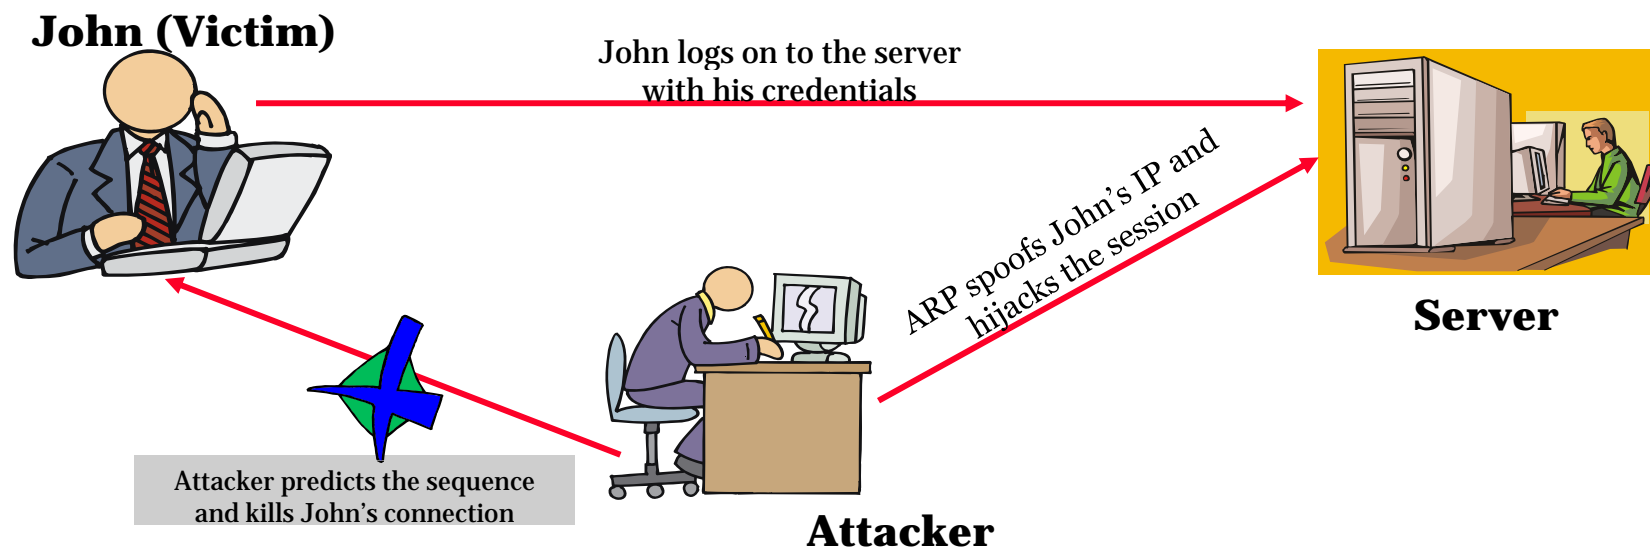 John (Victim)
John logs on to the server
with his credentials
ARP spoofs John’s IP and
hijacks the session
Server
Attacker predicts the sequence
and kills John’s connection
Attacker